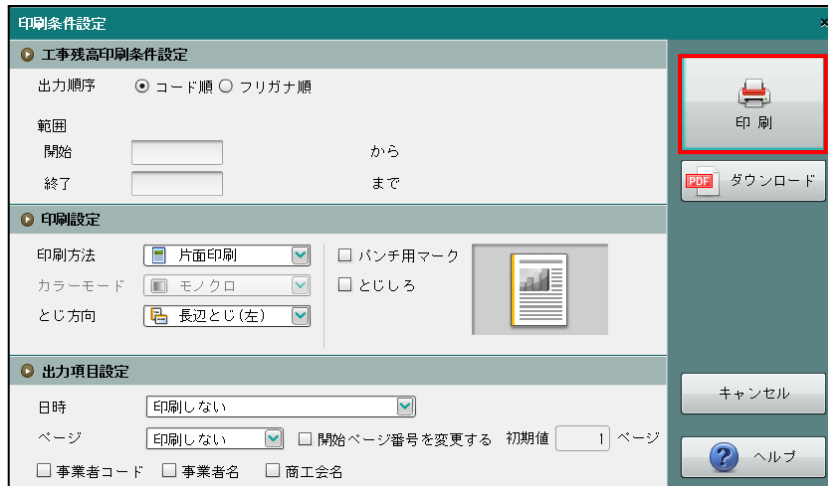 印刷条件設定
×
工事残高印刷条件設定
出力順序 コード順 フリガナ順
範囲
開始 から
終了 まで
印刷設定
印刷方法 片面印刷 パンチ用マーク
カラーモード モノクロ とじしろ
とじ方向 長辺とじ(左)
出力項目設定
日時 印刷しない
ページ 印刷しない 開始ページ番号を変更する 初期値 1 ページ
事業者コード 事業者名 商工会名
印 刷
PDF ダウンロード
キャンセル
? ヘルプ